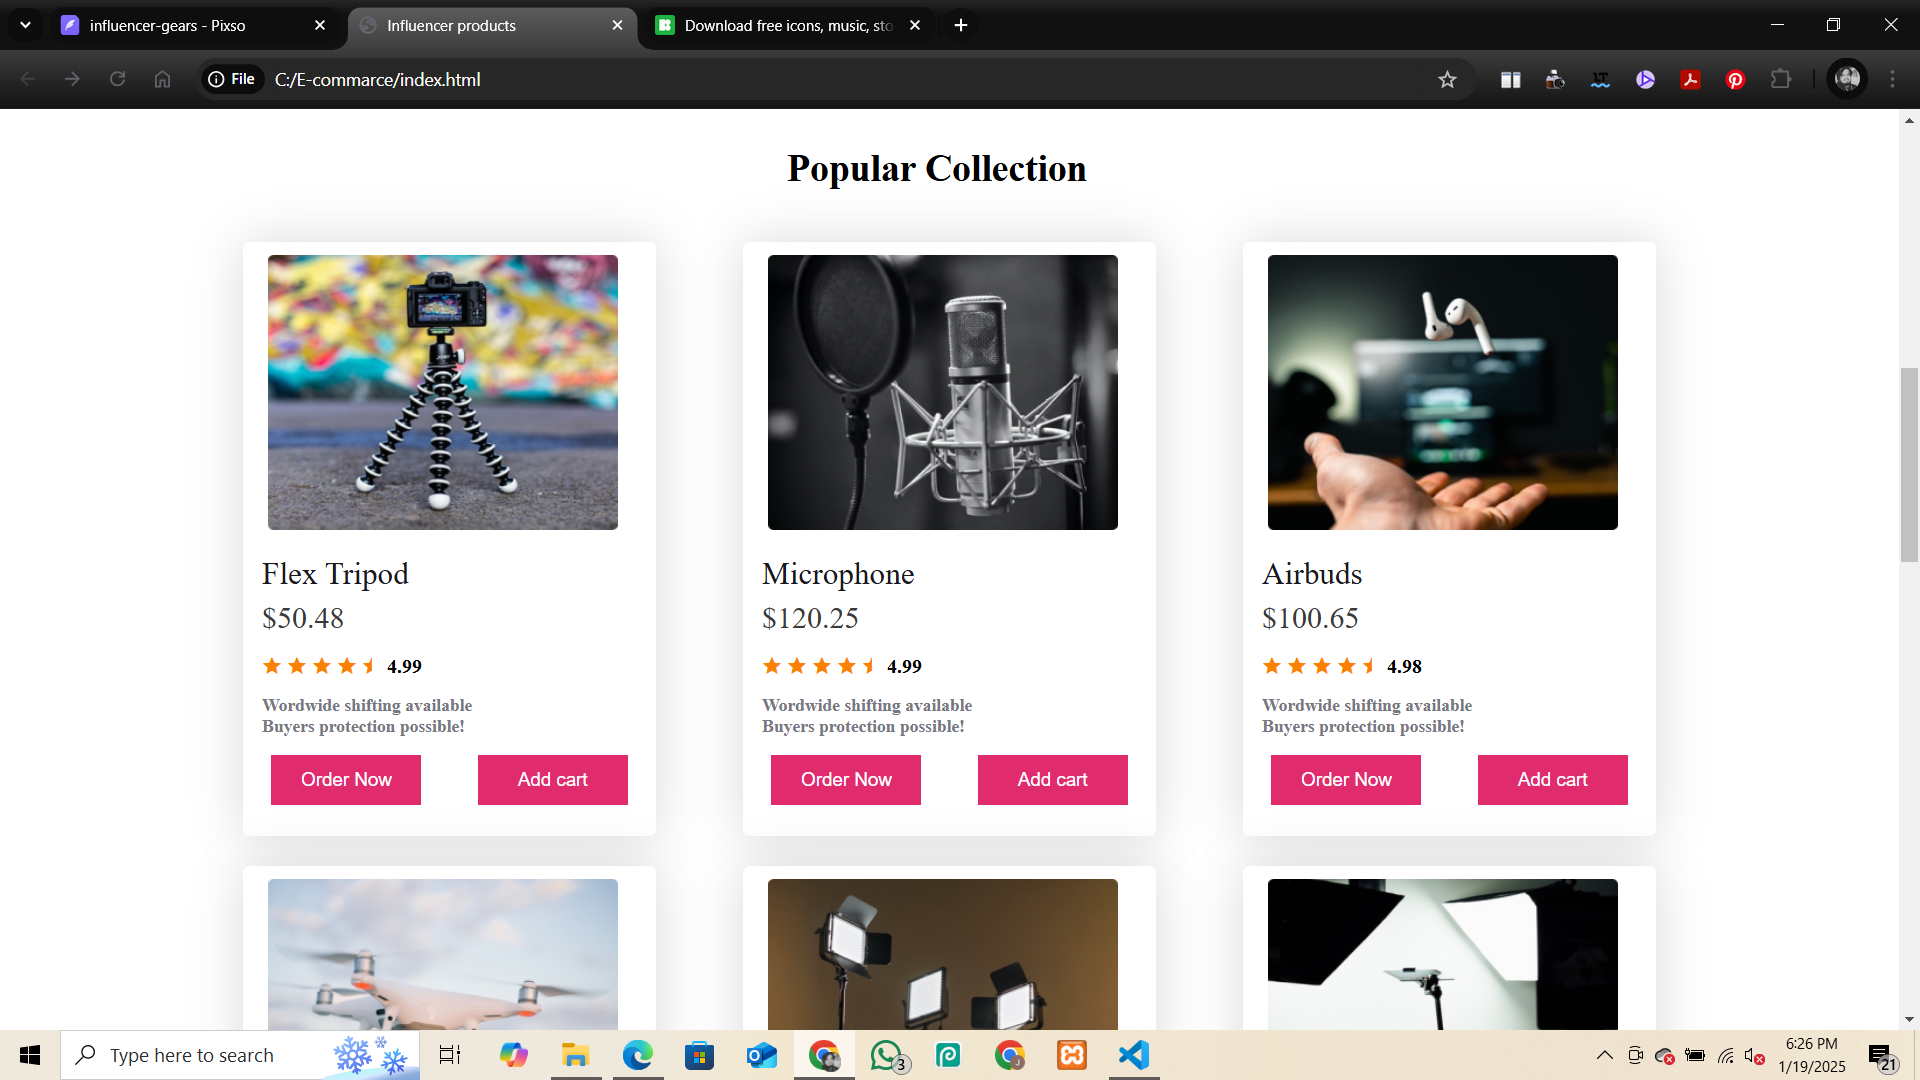 influencer-gears - Pixso
Influencer products
Download free icons, music, sto
File
C:/E-commarce/index.html
Popular Collection
Flex Tripod
$50.48
4.99
Wordwide shifting available
Buyers protection possible!
Order Now
Add cart
Microphone
$120.25
4.99
Wordwide shifting available
Buyers protection possible!
Order Now
Add cart
Airbuds
$100.65
4.98
Wordwide shifting available
Buyers protection possible!
Order Now
Add cart
Type here to search
3
6:26 PM
1/19/2025
21